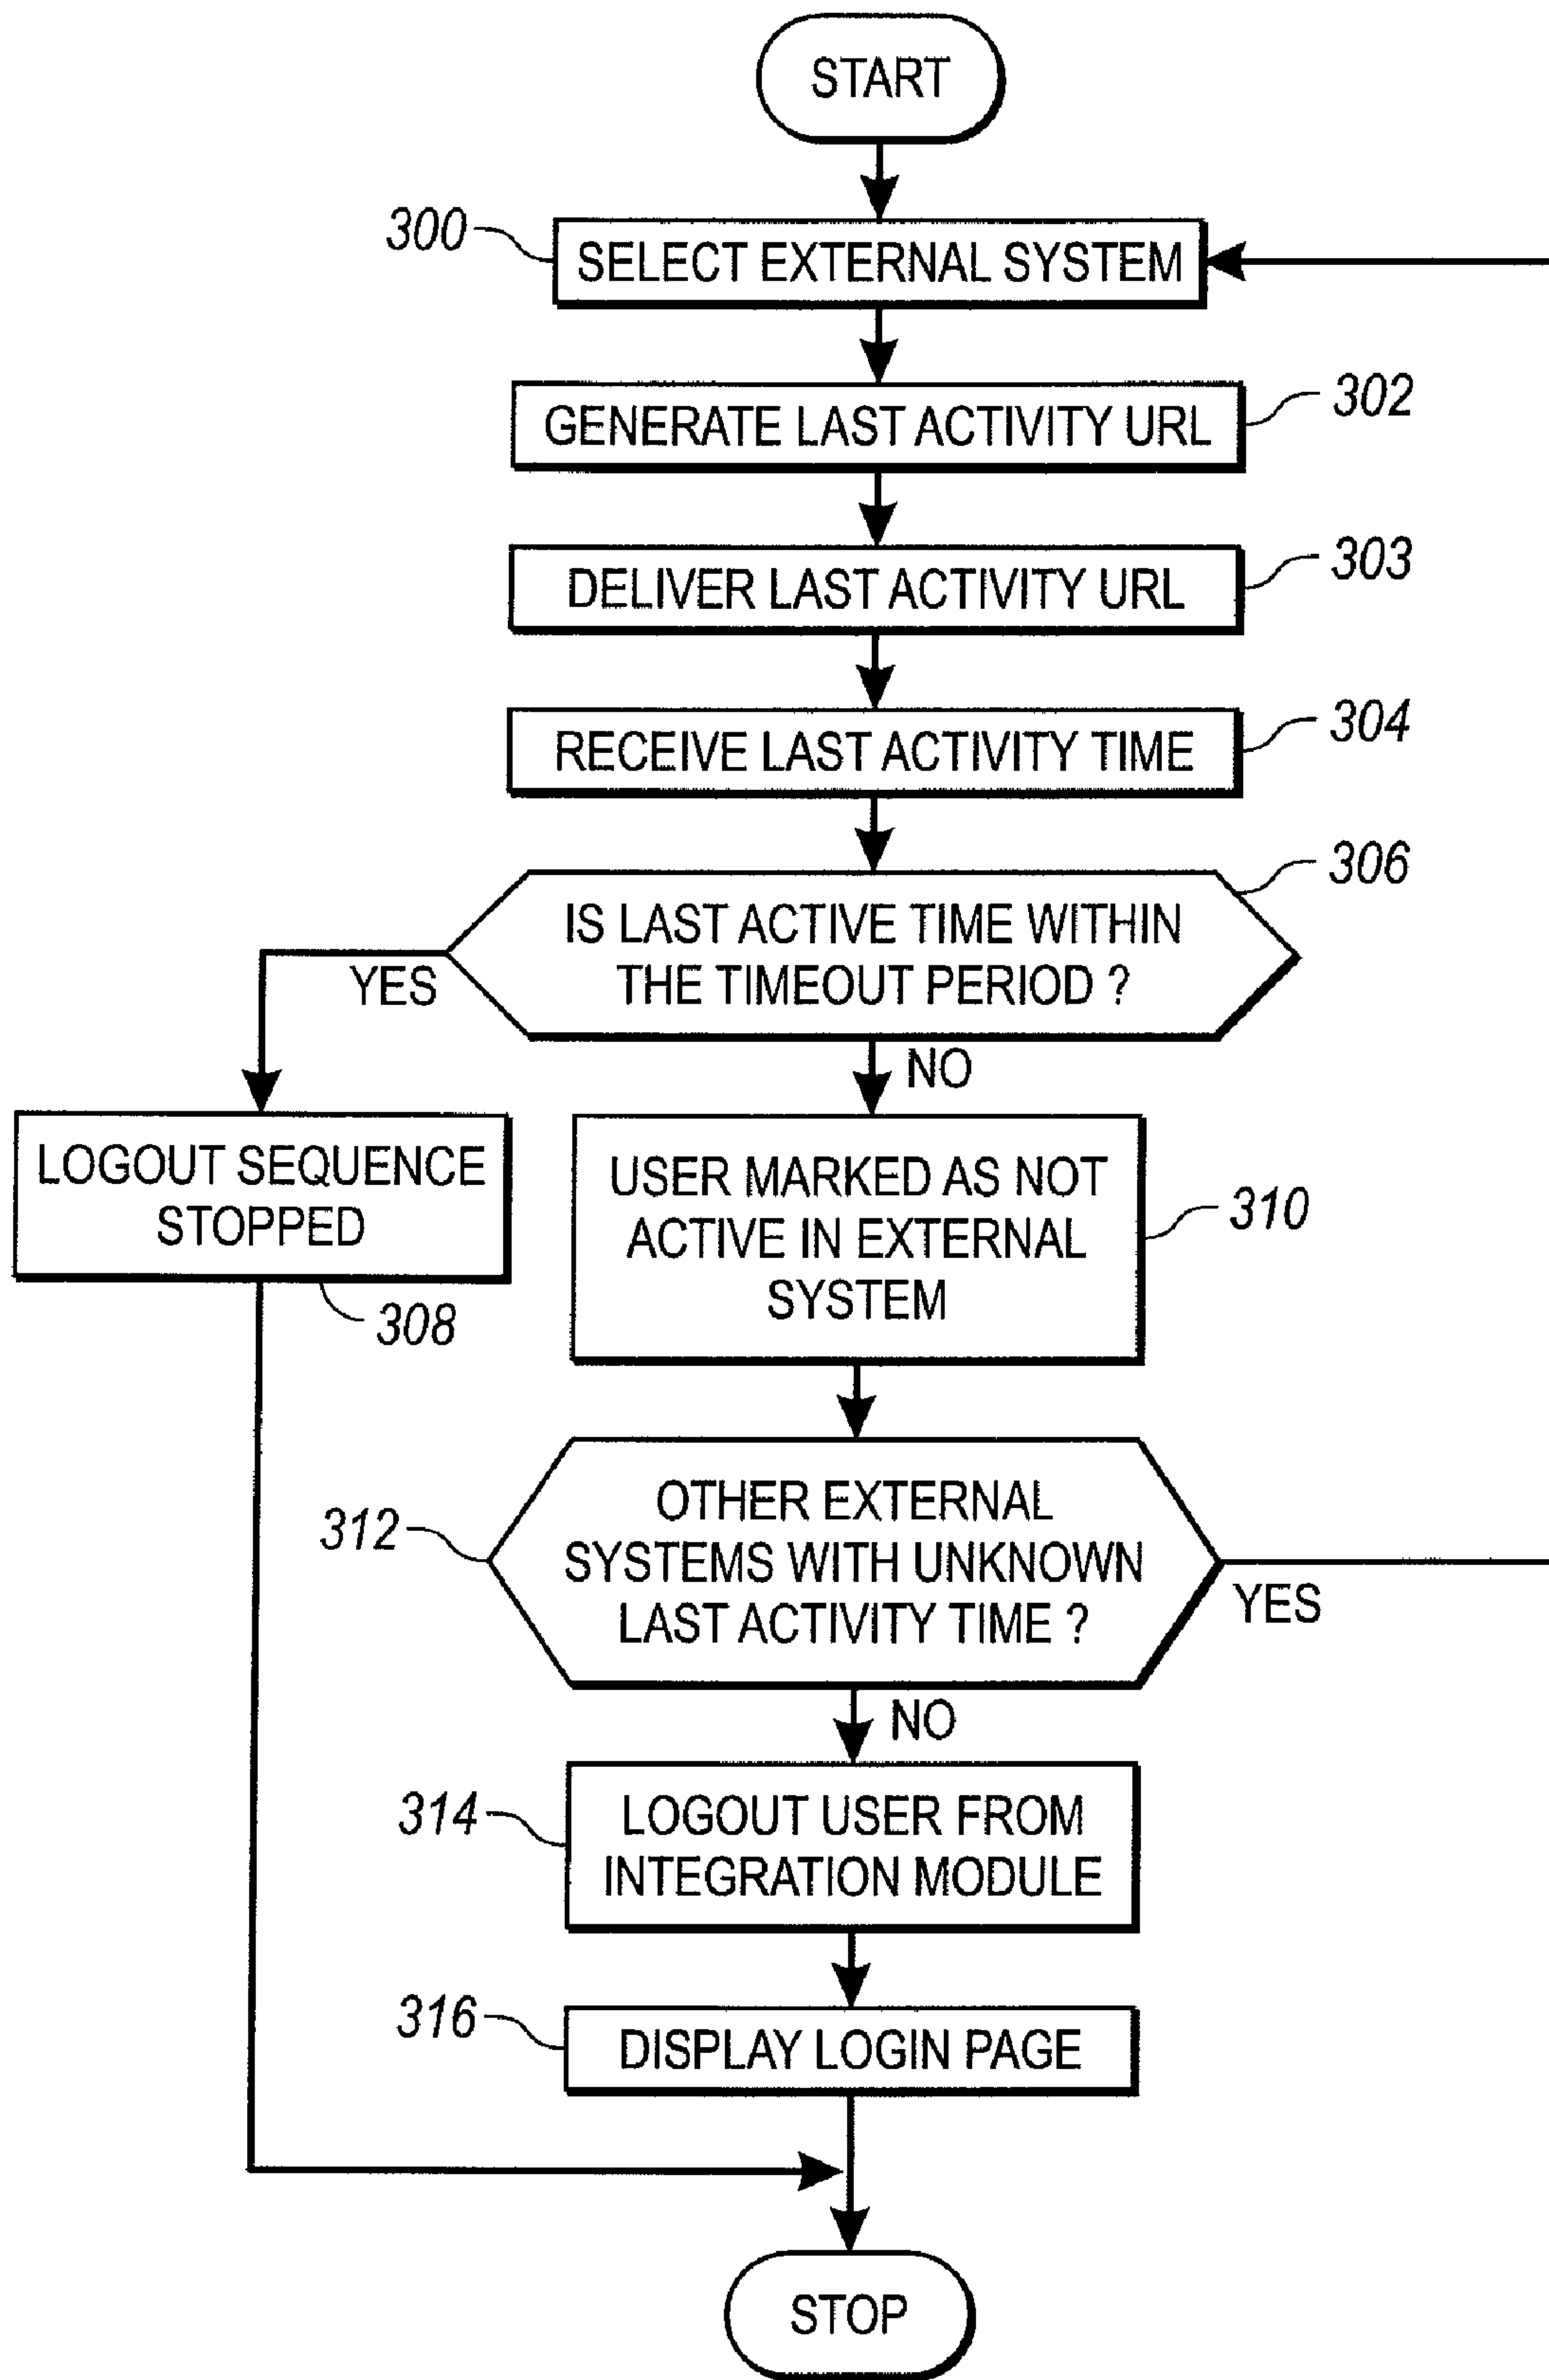 START
300
SELECT EXTERNAL SYSTEM
GENERATE LAST ACTIVITY URL
302
DELIVER LAST ACTIVITY URL
303
RECEIVE LAST ACTIVITY TIME
304
306
IS LAST ACTIVE TIME WITHIN
THE TIMEOUT PERIOD ?
YES
NO
LOGOUT SEQUENCE
STOPPED
308
USER MARKED AS NOT
ACTIVE IN EXTERNAL
SYSTEM
310
312
OTHER EXTERNAL
SYSTEMS WITH UNKNOWN
LAST ACTIVITY TIME ?
YES
NO
314
LOGOUT USER FROM
INTEGRATION MODULE
316
DISPLAY LOGIN PAGE
STOP